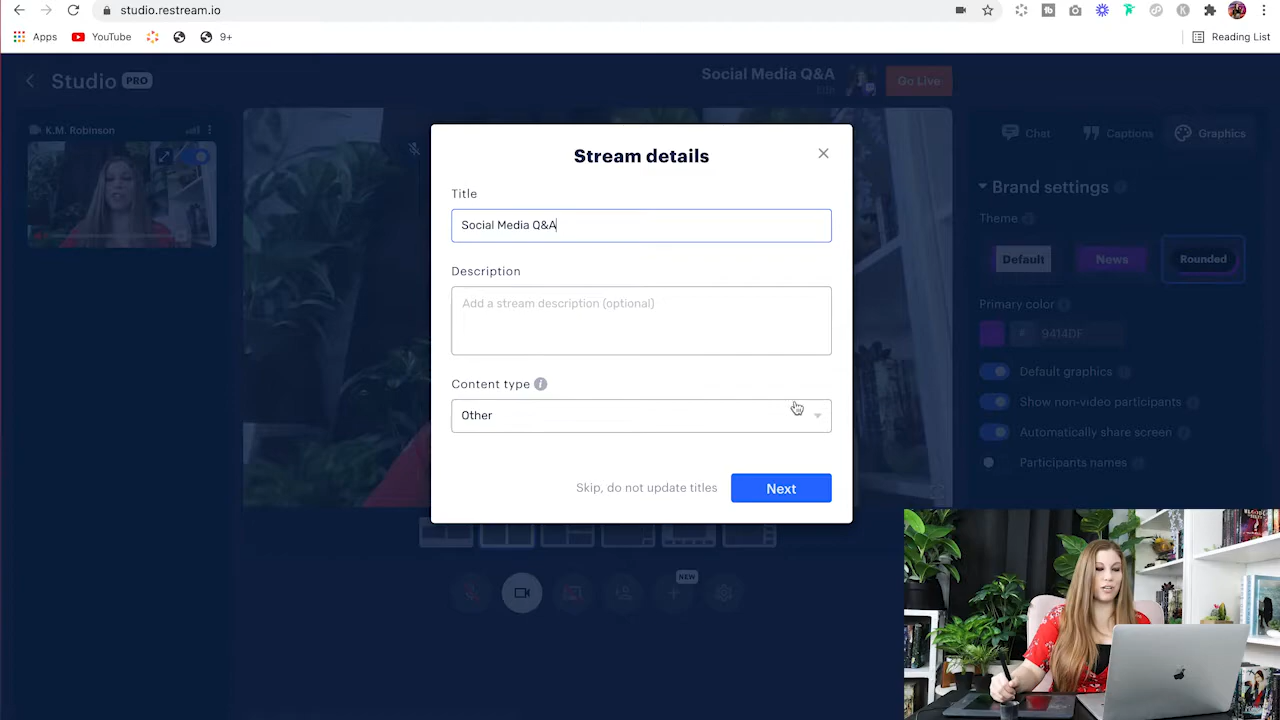 studio.restream.io
Apps
YouTube
9+
Reading List
Studio PRO
Social Media Q&A
Edit
Go Live
K.M. Robinson
Chat
Captions
Graphics
Stream details
Title
Social Media Q&A
Description
Add a stream description (optional)
Content type
Other
Skip, do not update titles
Next
Brand settings
Theme
Default
News
Rounded
Primary color
# 9414DF
Default graphics
Show non-video participants
Automatically share screen
Participants names
NEW